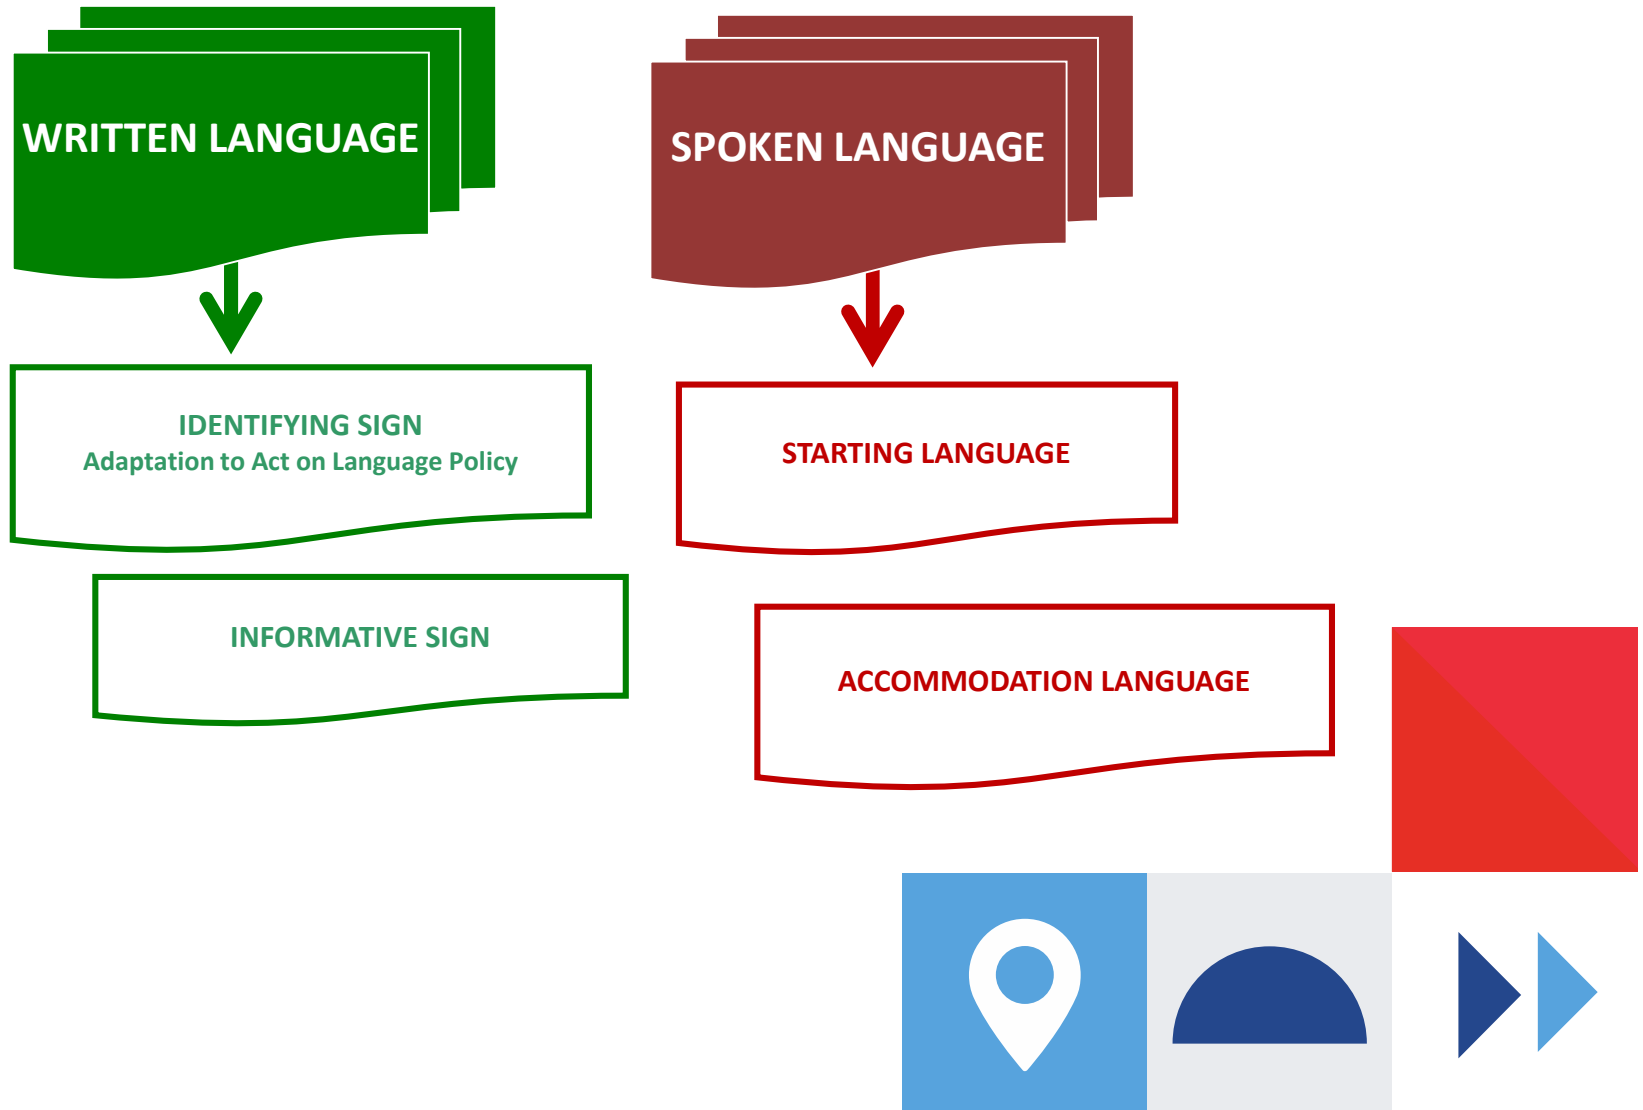 WRITTEN LANGUAGE
SPOKEN LANGUAGE
IDENTIFYING SIGN
Adaptation to Act on Language Policy
STARTING LANGUAGE
INFORMATIVE SIGN
ACCOMMODATION LANGUAGE